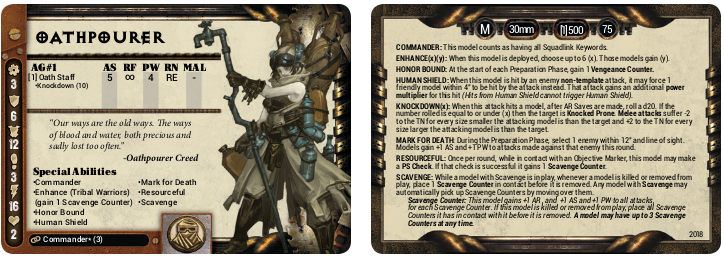 OATHPOURER
AG#1 AS RF PW RN MAL
[1] Oath Staff 5 ∞ 4 RE -
•Knockdown (10)
3
6
12
3
3
16
2
"Our ways are the old ways. The ways
of blood and water, both precious and
sadly lost too often."
-Oathpourer Creed
Special Abilities
•Commander
•Enhance (Tribal Warriors)
(gain 1 Scavenge Counter)
•Honor Bound
•Human Shield
•Mark for Death
•Resourceful
•Scavenge
Commander• (3)
M 30mm [1]500 75
COMMANDER: This model counts as having all Squadlink Keywords.
ENHANCE(x)(y): When this model is deployed, choose up to 6 (x). Those models gain (y).
HONOR BOUND: At the start of each Preparation Phase, gain 1 Vengeance Counter.
HUMAN SHIELD: When this model is hit by an enemy non-template attack, it may force 1
friendly model within 4" to be hit by the attack instead. That attack gains an additional power
multiplier for this hit (Hits from Human Shield cannot trigger Human Shield).
KNOCKDOWN(x): When this attack hits a model, after AR Saves are made, roll a d20. If the
number rolled is equal to or under (x) then the target is Knocked Prone. Melee attacks suffer -2
to the TN for every size smaller the attacking model is than the target and +2 to the TN for every
size larger the attacking model is than the target.
MARK FOR DEATH: During the Preparation Phase, select 1 enemy within 12" and line of sight.
Models gain +1 AS and +1 PW to attacks made against that enemy this round.
RESOURCEFUL: Once per round, while in contact with an Objective Marker, this model may make
a PS Check. If that check is successful it gains 1 Scavenge Counter.
SCAVENGE: While a model with Scavenge is in play, whenever a model is killed or removed from
play, place 1 Scavenge Counter in contact before it is removed. Any model with Scavenge may
automatically pick up Scavenge Counters by moving over them.
Scavenge Counter: This model gains +1 AR, and +1 AS and +1 PW to all attacks,
for each Scavenge Counter. If this model is killed or removed from play, place all Scavenge
Counters it has in contact with it before it is removed. A model may have up to 3 Scavenge
Counters at any time.
2018